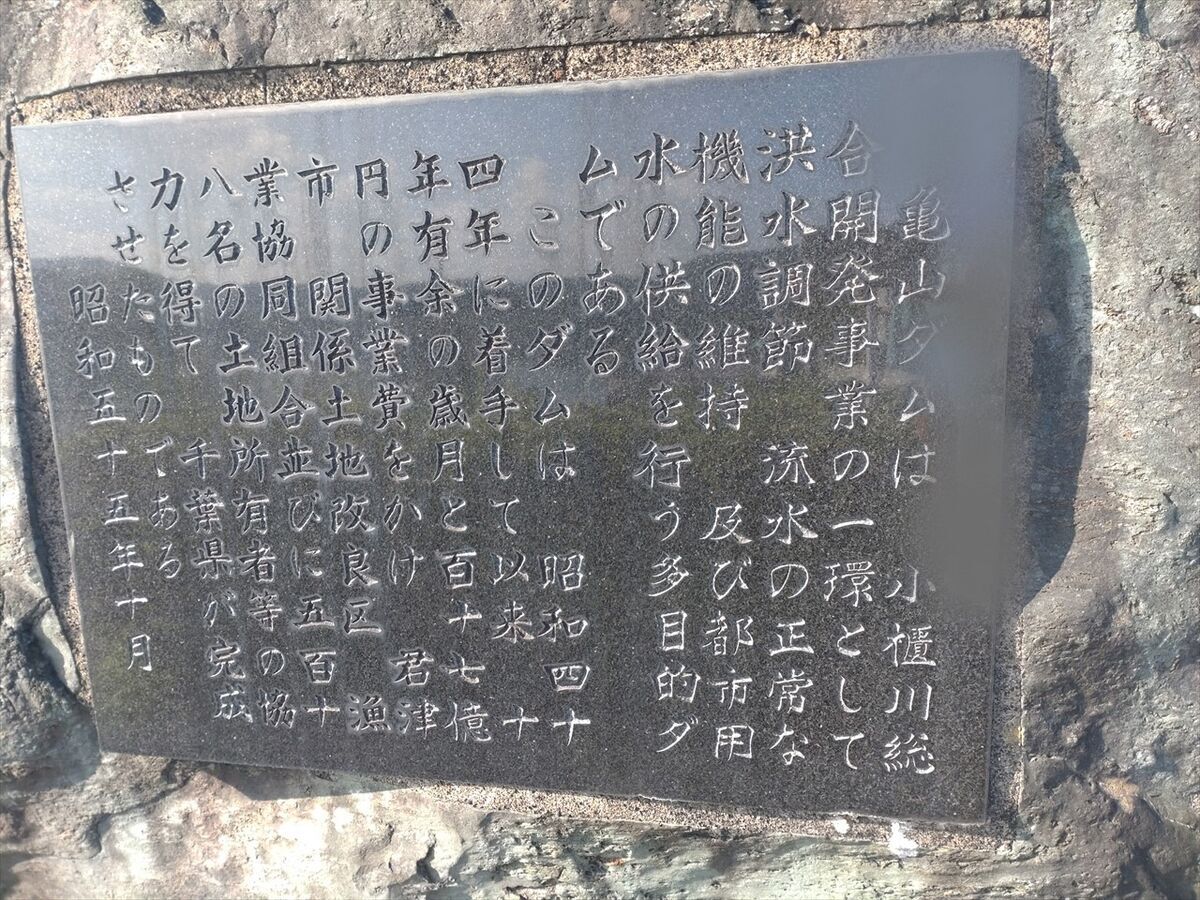 亀山ダムは 小櫃川総
合開発事業の一環として
洪水調節 流水の正常な
機能の維持 及び都市用
水の供給を行う多目的ダ
ムである
このダムは 昭和四十
四年に着手して以来 十
年有余の歳月と百十七億
円の事業費をかけ 君津
市 関係土地改良区 漁
業協同組合並びに五百十
八名の土地所有者等の協
力を得て 千葉県が完成
させたものである
昭和五十五年十月